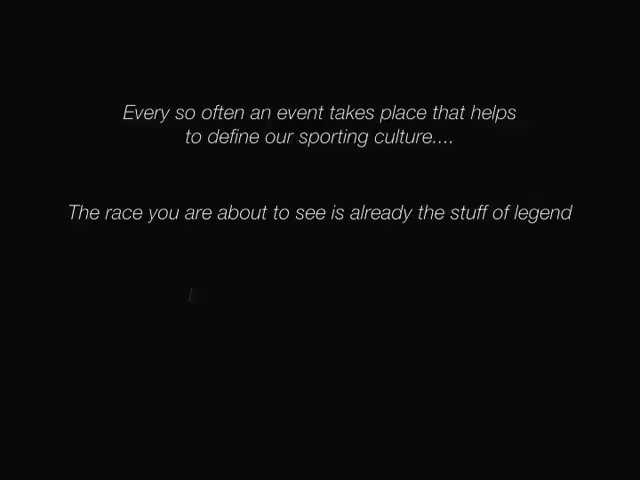 Every so often an event takes place that helps
to define our sporting culture....
The race you are about to see is already the stuff of legend